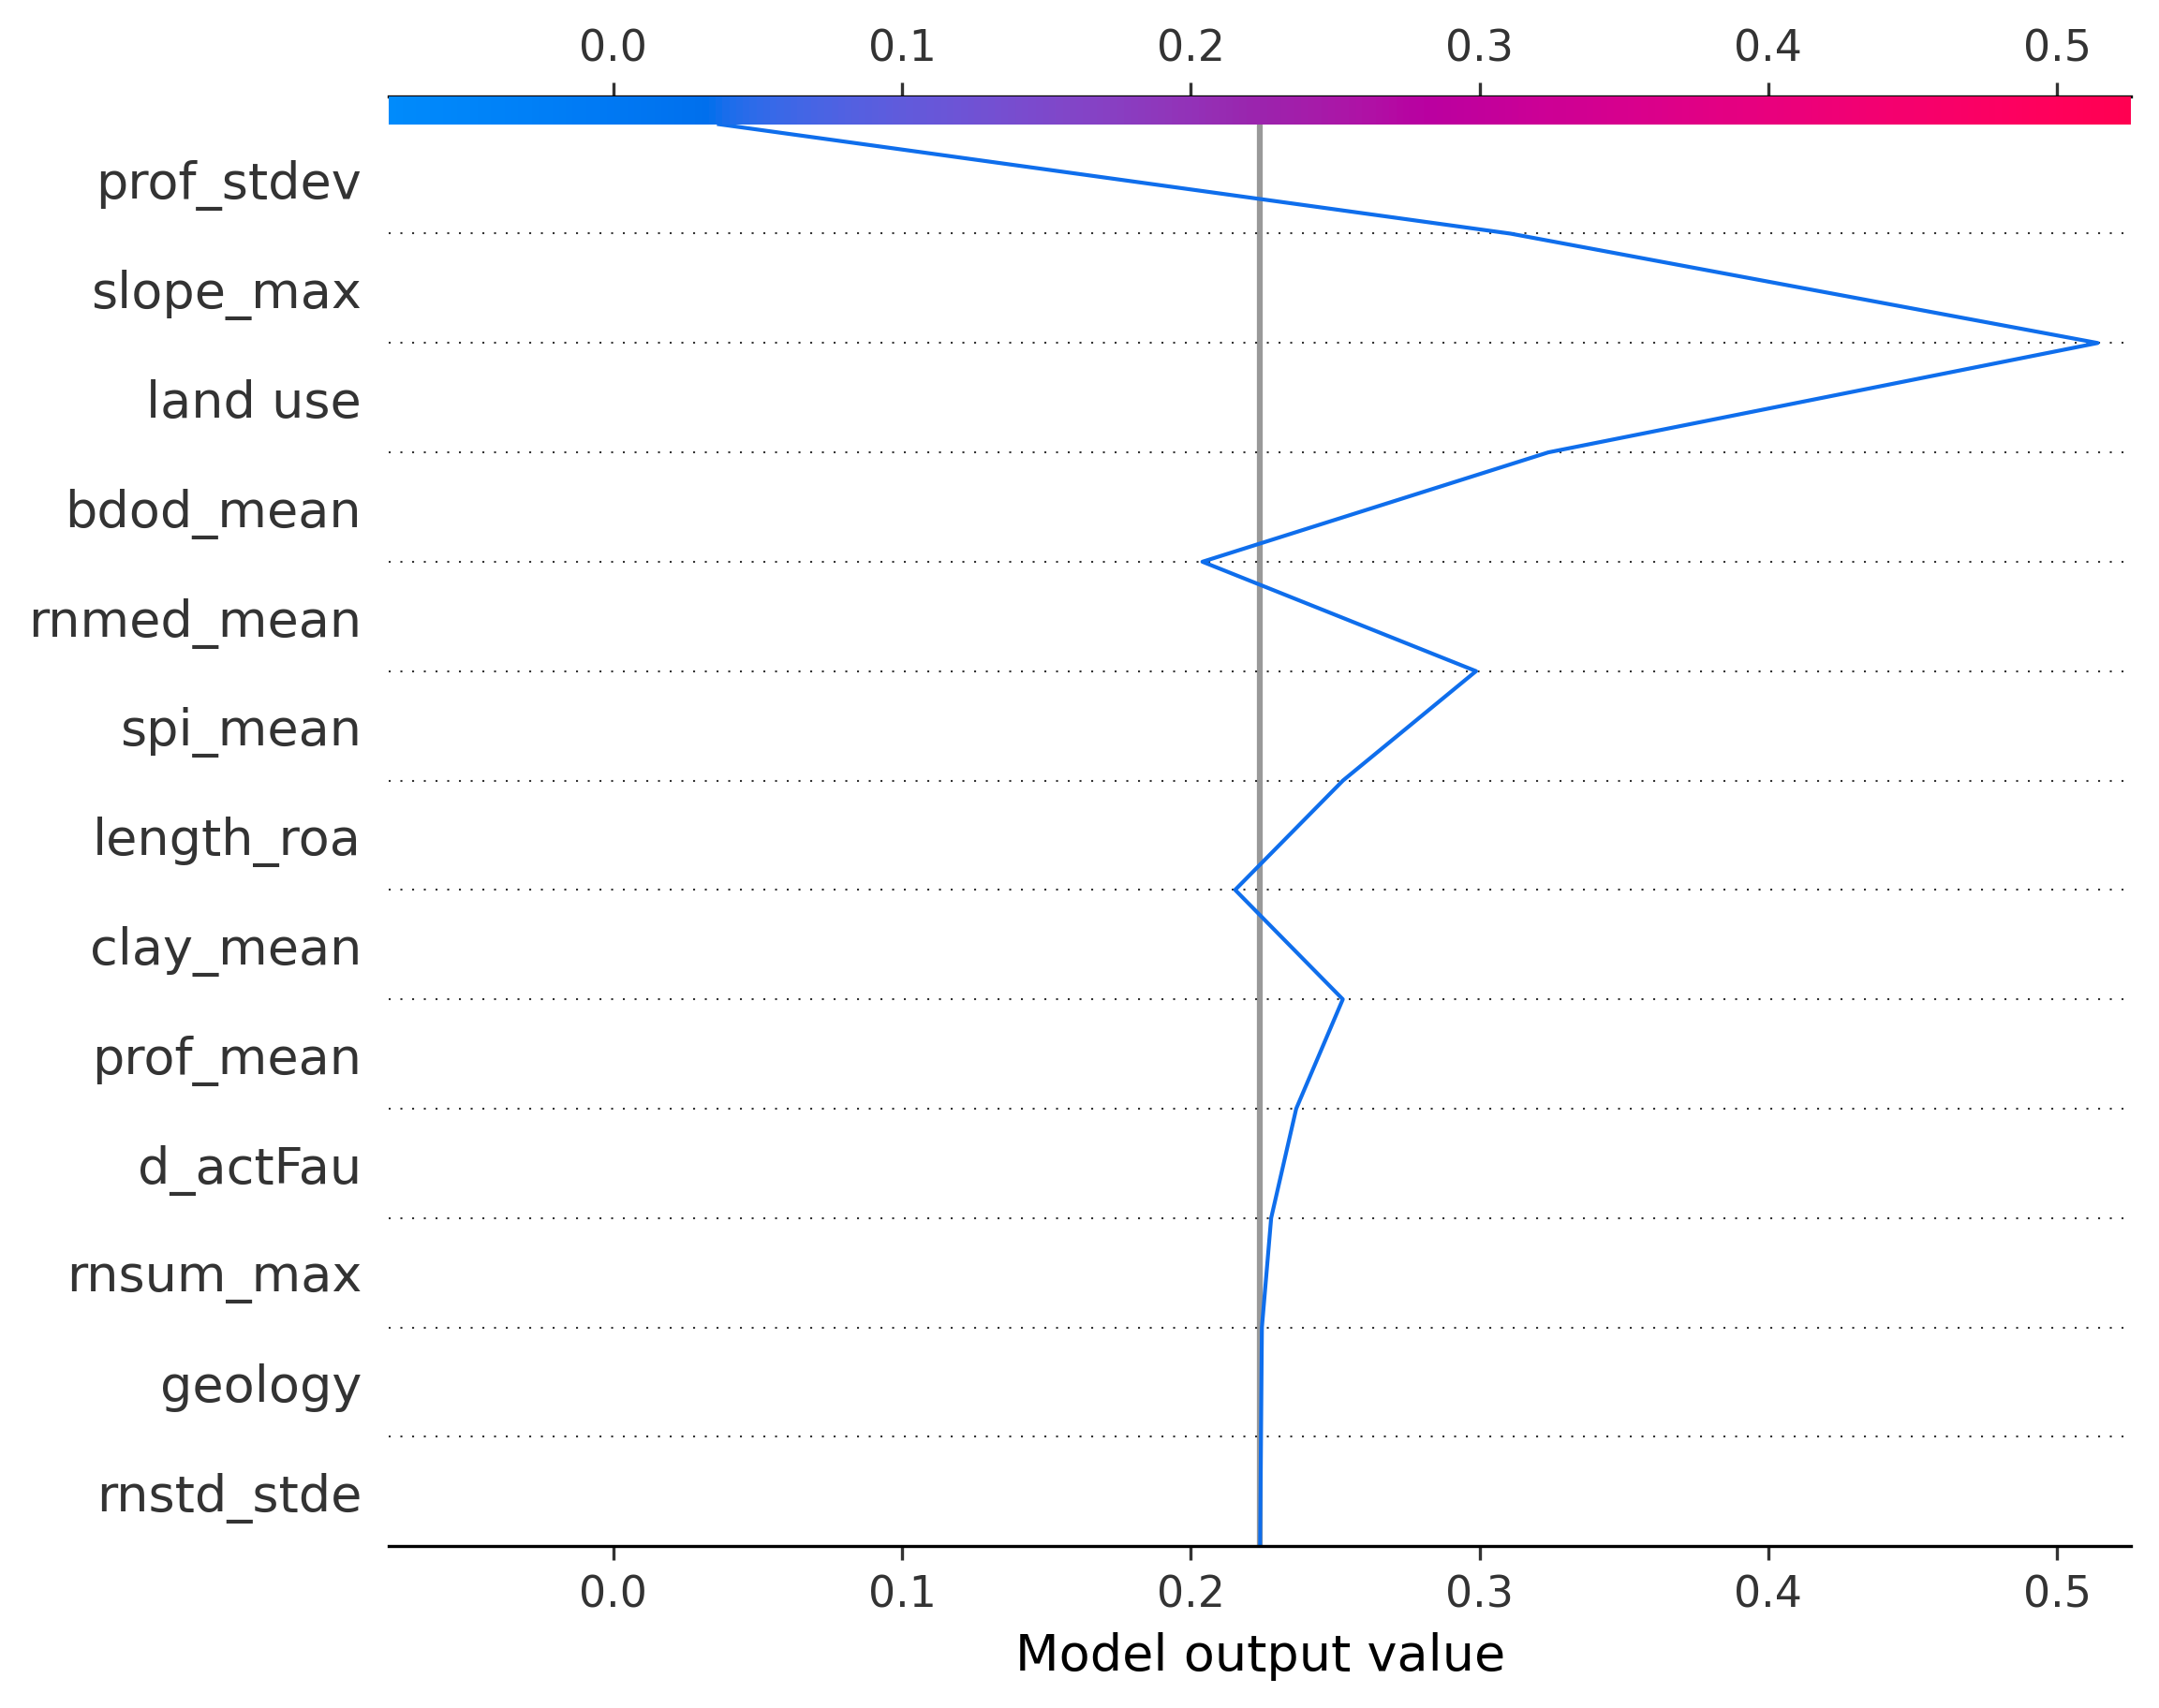 0.0 0.1 0.2 0.3 0.4 0.5
prof_stdev
slope_max
land use
bdod_mean
rnmed_mean
spi_mean
length_roa
clay_mean
prof_mean
d_actFau
rnsum_max
geology
rnstd_stde
0.0 0.1 0.2 0.3 0.4 0.5
Model output value